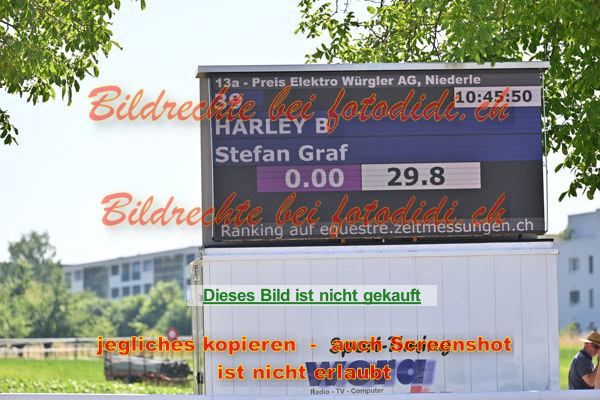 13a - Preis Elektro Würgler AG, Niederle
39
10:45:50
Bildrechte bei fotodidi.ch
HARLEY B
Stefan Graf
0.00 29.8
Bildrechte bei fotodidi.ch
Ranking auf equestre.zeitmessungen.ch
Dieses Bild ist nicht gekauft
jegliches kopieren - auch Screenshot
ist nicht erlaubt
Radio - TV - Computer